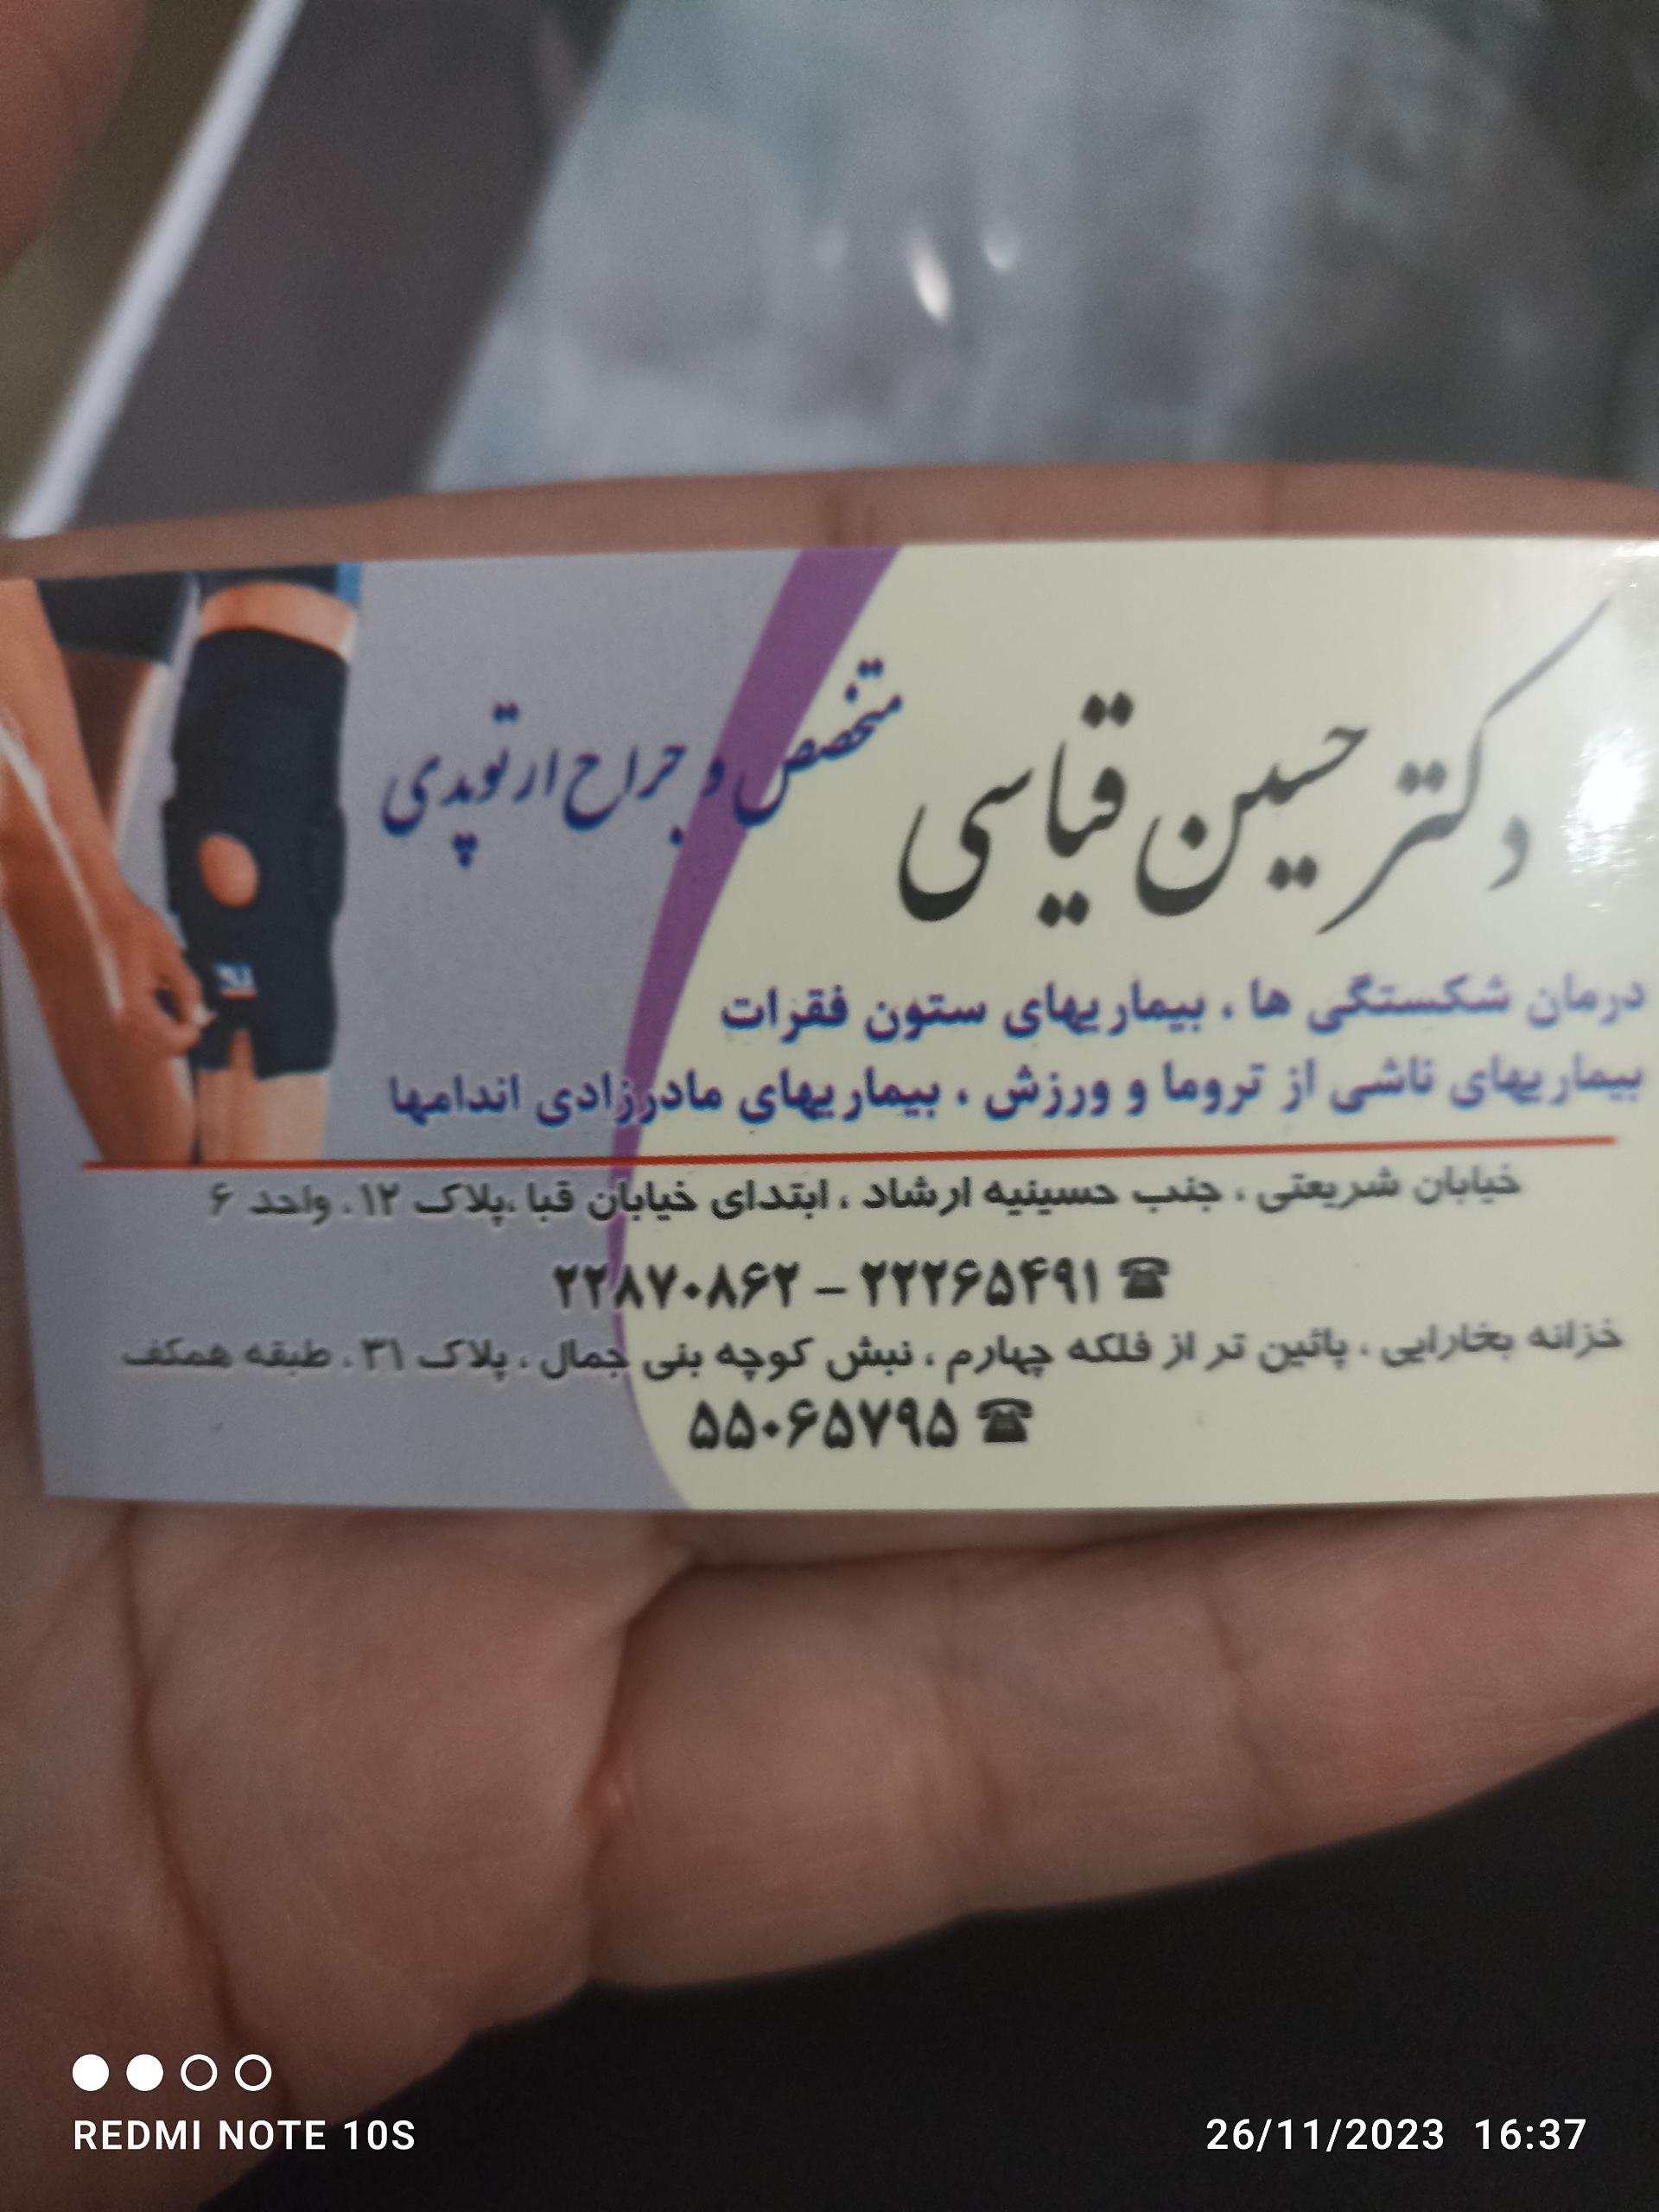 دکتر حسین قیاسی
متخصص و جراح ارتوپدی
درمان شکستگی ها ، بیماریهای ستون فقرات
بیماریهای ناشی از تروما و ورزش ، بیماریهای مادرزادی اندامها
خیابان شریعتی ، جنب حسینیه ارشاد ، ابتدای خیابان قبا ،پلاک ۱۲ ، واحد ۶
☎ ۲۲۲۶۵۴۹۱ – ۲۲۸۷۰۸۶۲
خزانه بخارایی ، پائین تر از فلکه چهارم ، نبش کوچه بنی جمال ، پلاک ۳۱ ، طبقه همکف
☎ ۵۵۰۶۵۷۹۵
REDMI NOTE 10S
26/11/2023 16:37